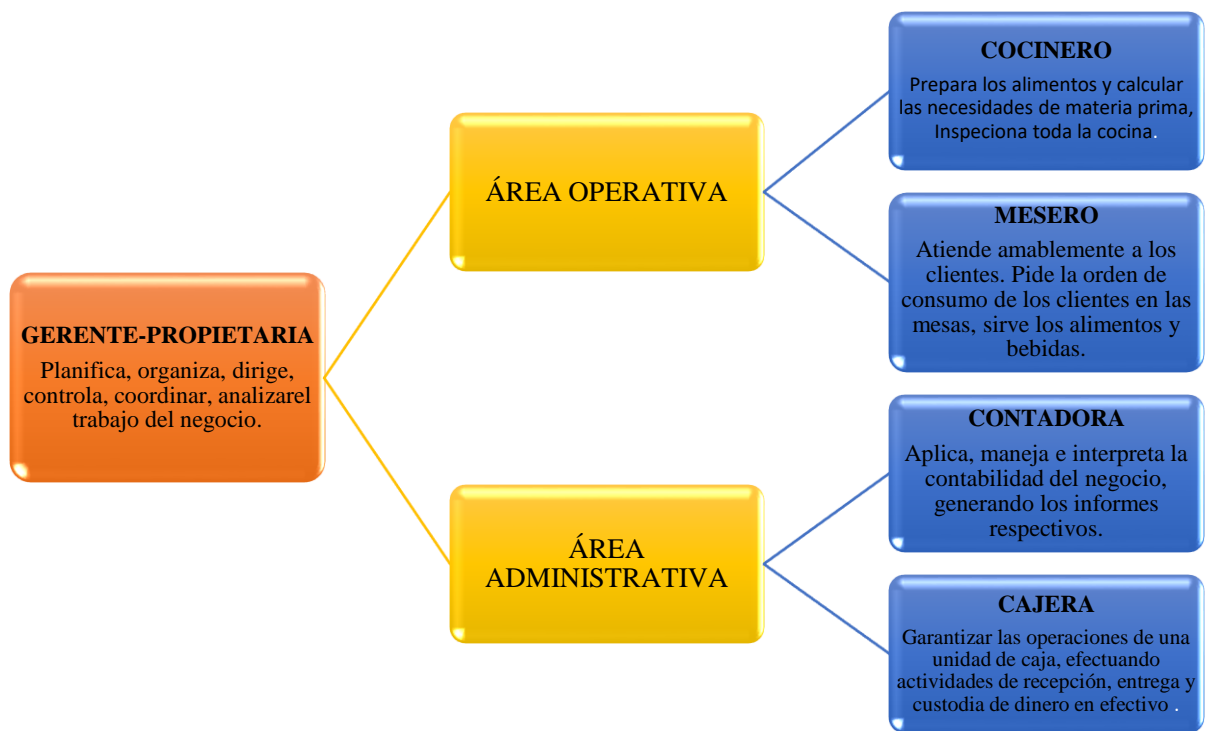 GERENTE-PROPIETARIA
Planifica, organiza, dirige,
controla, coordinar, analizarel
trabajo del negocio.
ÁREA OPERATIVA
COCINERO
Prepara los alimentos y calcular
las necesidades de materia prima,
Inspeciona toda la cocina.
MESERO
Atiende amablemente a los
clientes. Pide la orden de
consumo de los clientes en las
mesas, sirve los alimentos y
bebidas.
ÁREA
ADMINISTRATIVA
CONTADORA
Aplica, maneja e interpreta la
contabilidad del negocio,
generando los informes
respectivos.
CAJERA
Garantizar las operaciones de una
unidad de caja, efectuando
actividades de recepción, entrega y
custodia de dinero en efectivo .